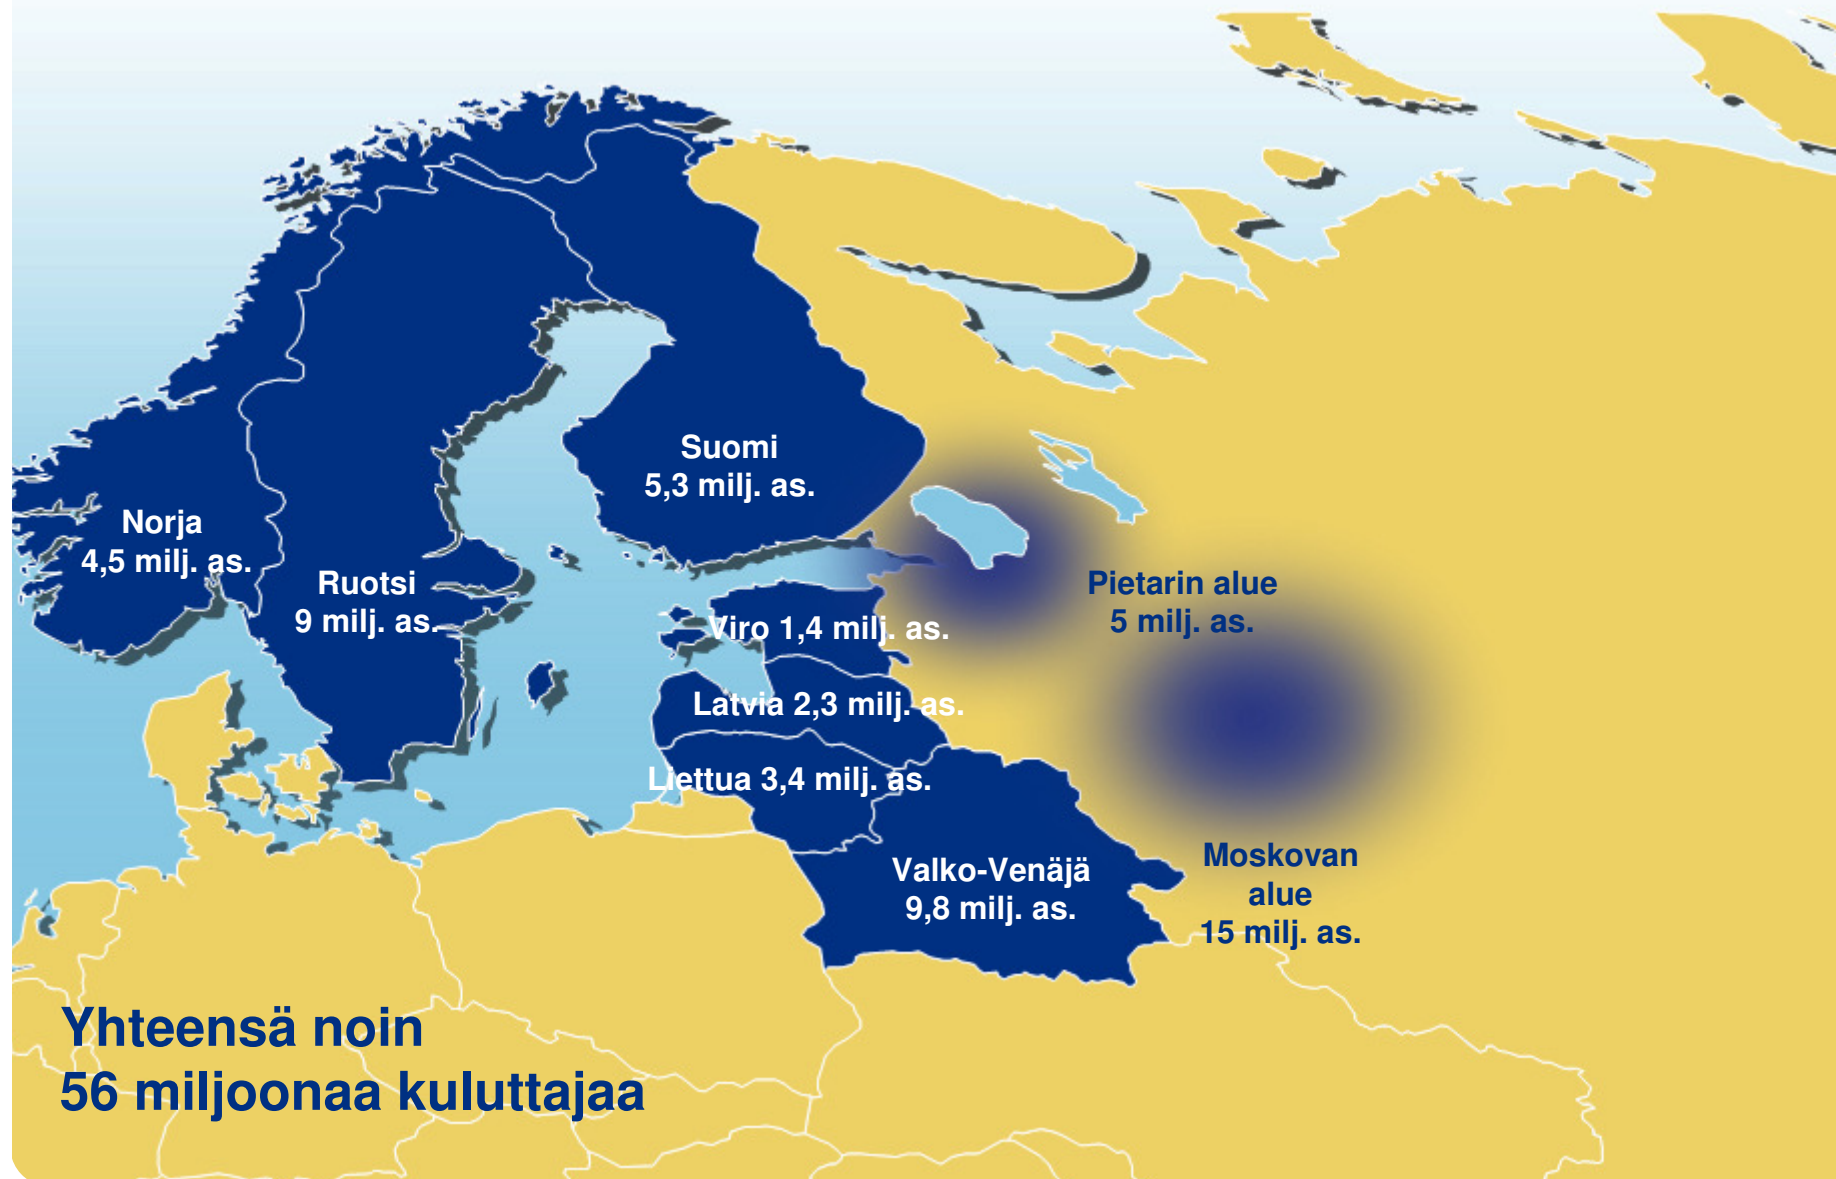 Suomi
5,3 milj. as.
Norja
4,5 milj. as.
Ruotsi
9 milj. as.
Pietarin alue
5 milj. as.
Viro 1,4 milj. as.
Latvia 2,3 milj. as.
Liettua 3,4 milj. as.
Valko-Venäjä
9,8 milj. as.
Moskovan
alue
15 milj. as.
Yhteensä noin
56 miljoonaa kuluttajaa